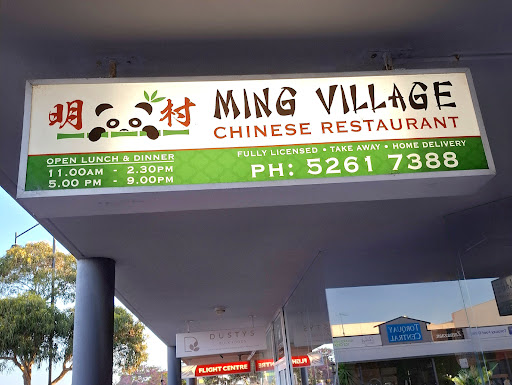 明 村
MING VILLAGE
CHINESE RESTAURANT
OPEN LUNCH & DINNER
11.00AM - 2.30PM
5.00 PM - 9.00PM
FULLY LICENSED • TAKE AWAY • HOME DELIVERY
PH: 5261 7388
DUSTYS
FLIGHT CENTRE
TORQUAY
CENTRAL